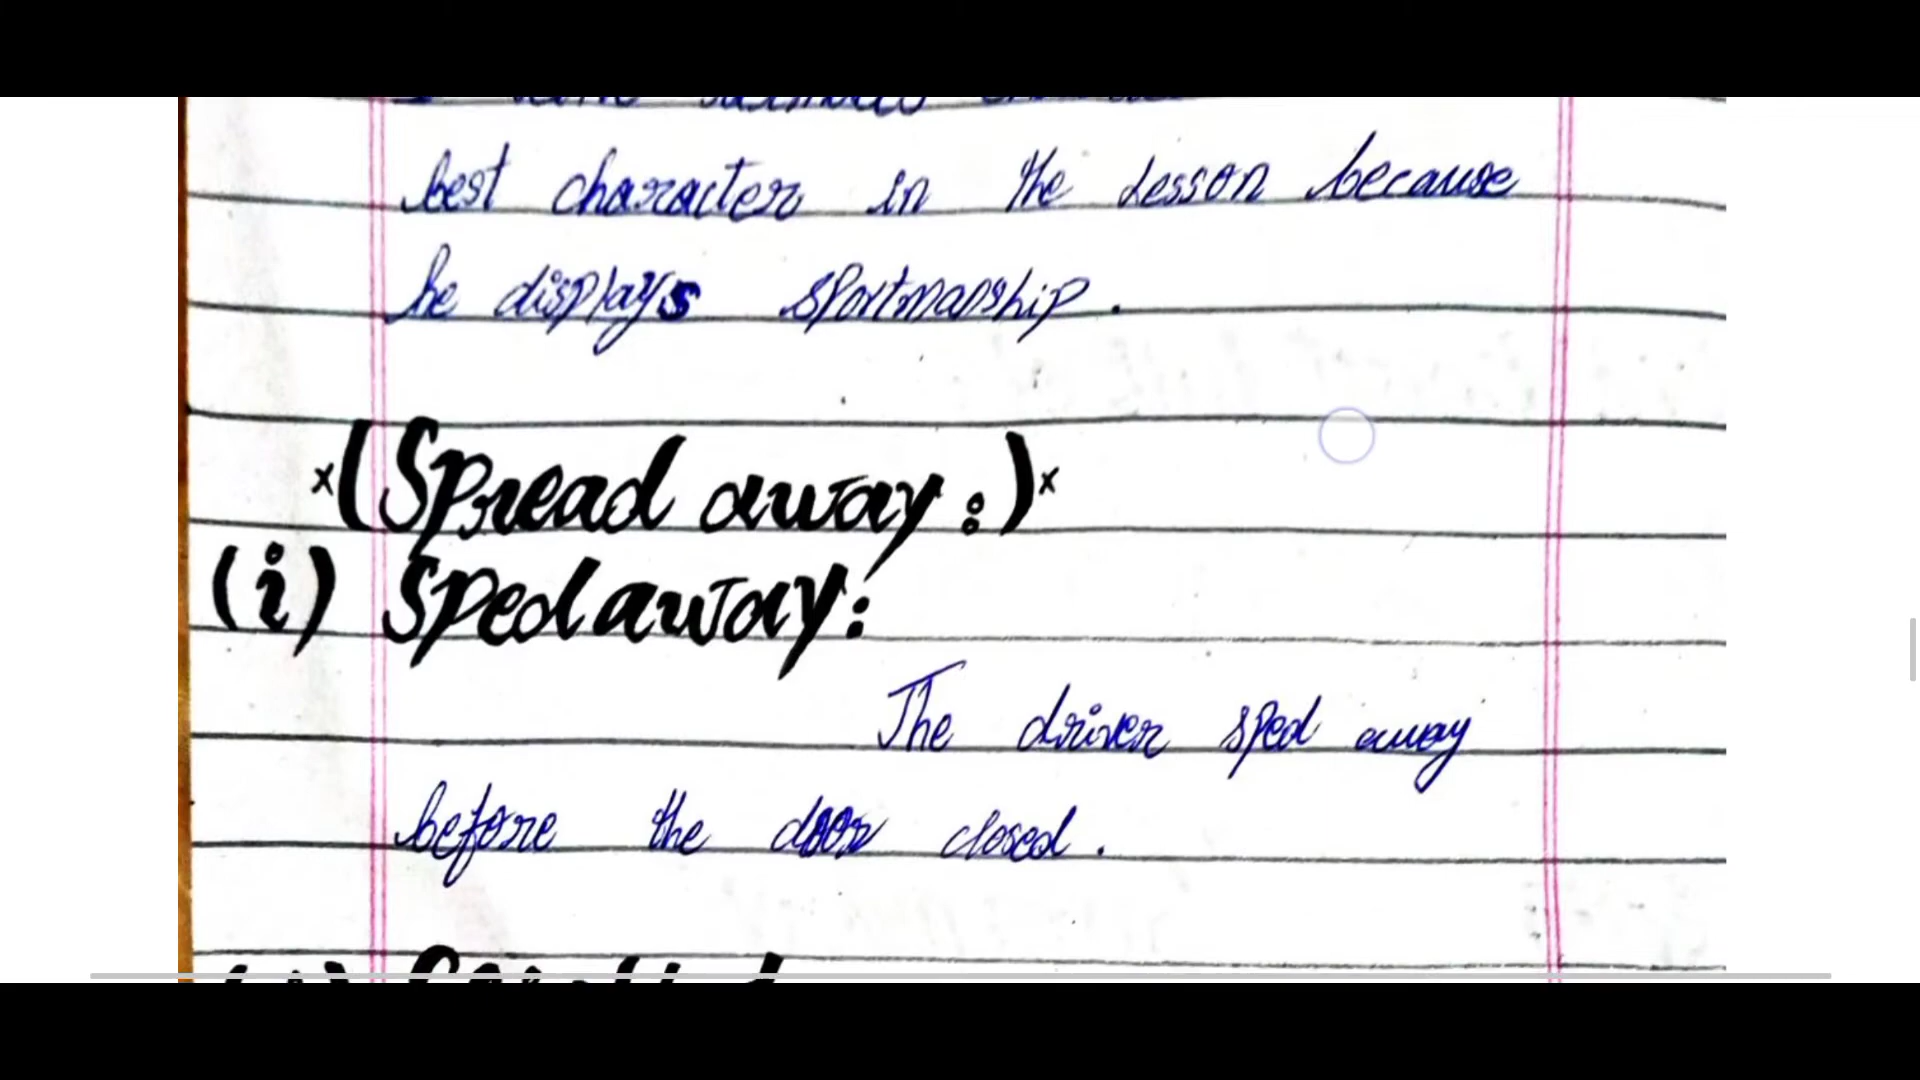 best character in the Lesson because
he displays sportmanship.
x(Spread away:)x
(i) Sped away:
The driver sped away
before the door closed.